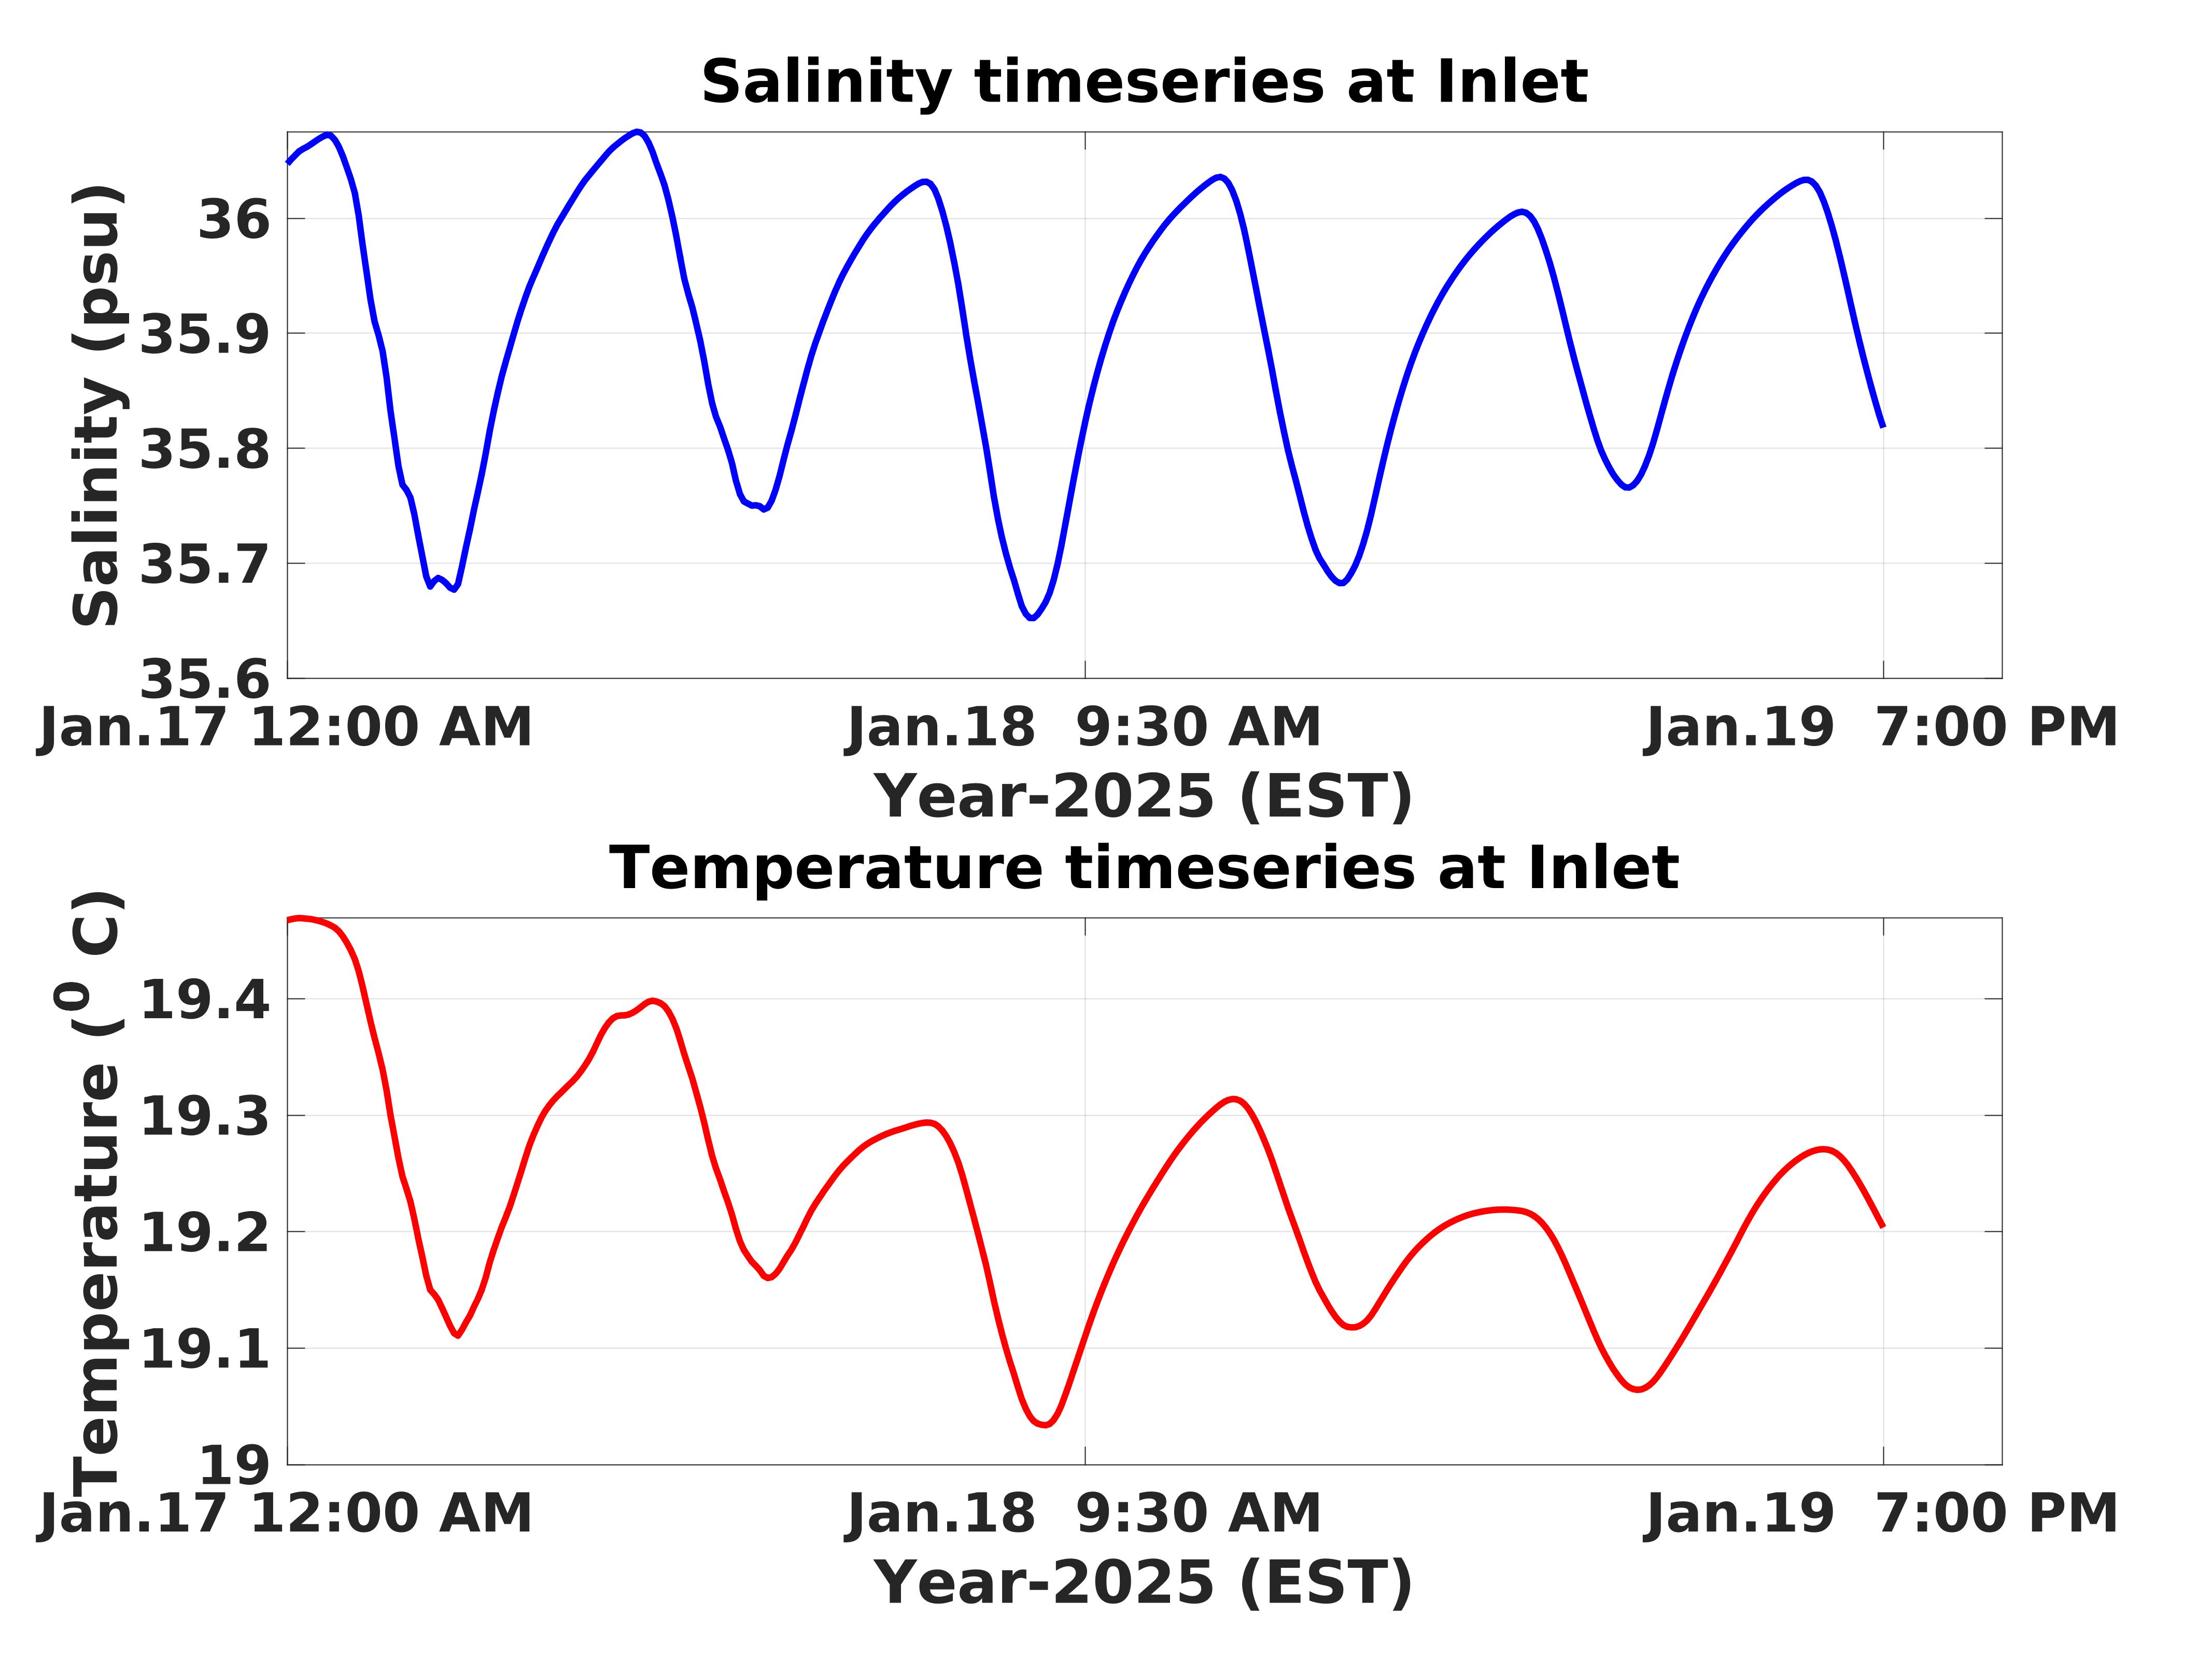 Salinity timeseries at Inlet
Salinity (psu)
36
35.9
35.8
35.7
35.6
Jan.17 12:00 AM Jan.18  9:30 AM Jan.19  7:00 PM
Year-2025 (EST)
Temperature timeseries at Inlet
Temperature (⁰ C)
19.4
19.3
19.2
19.1
19
Jan.17 12:00 AM Jan.18  9:30 AM Jan.19  7:00 PM
Year-2025 (EST)